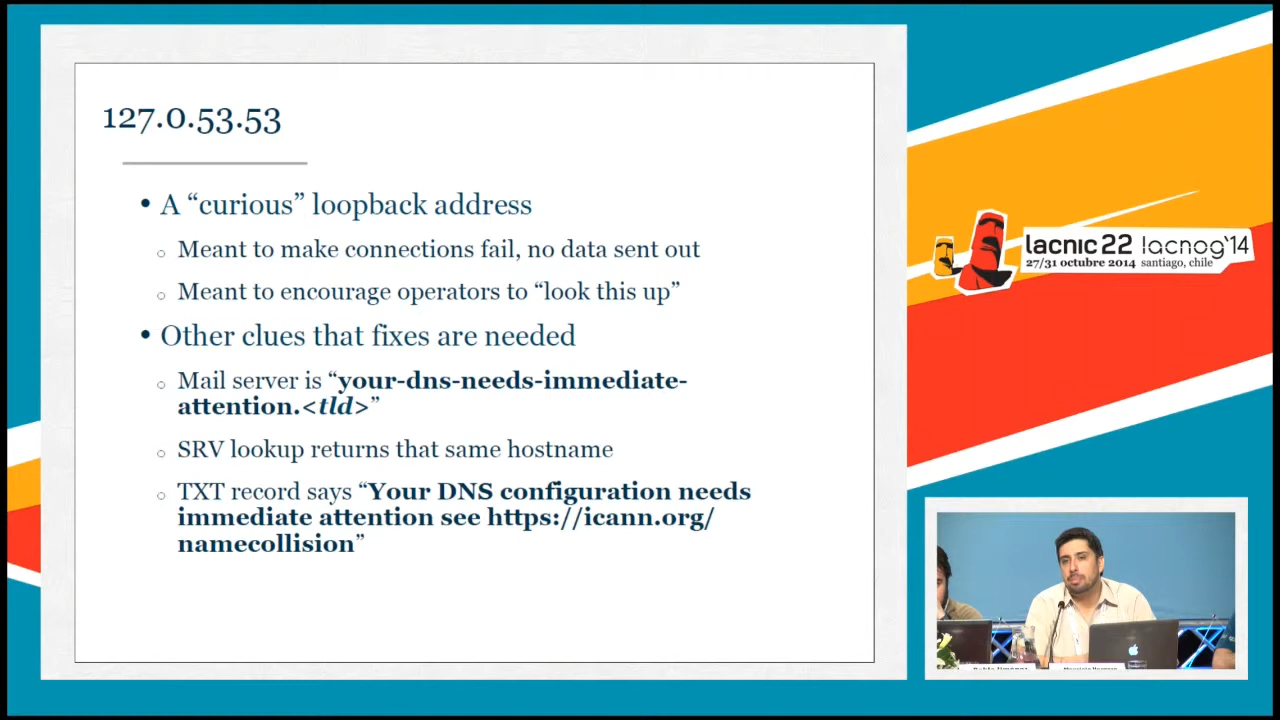 127.0.53.53
• A “curious” loopback address
○ Meant to make connections fail, no data sent out
○ Meant to encourage operators to “look this up”
• Other clues that fixes are needed
○ Mail server is “your-dns-needs-immediate-
attention.<tld>”
○ SRV lookup returns that same hostname
○ TXT record says “Your DNS configuration needs
immediate attention see https://icann.org/
namecollision”
lacnic 22 lacnog'14
27/31 octubre 2014 santiago, chile